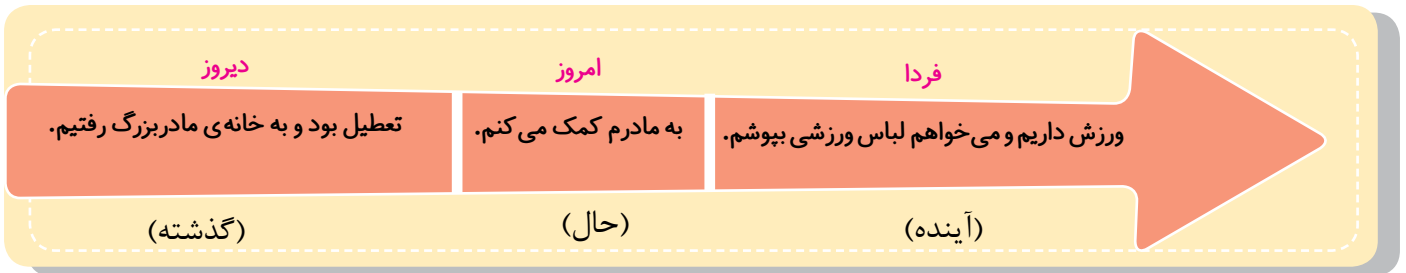 فردا
امروز
دیروز
ورزش داریم و می‌خواهم لباس ورزشی بپوشم.
به مادرم کمک می‌کنم.
تعطیل بود و به خانه‌ی مادربزرگ رفتیم.
(آینده)
(حال)
(گذشته)